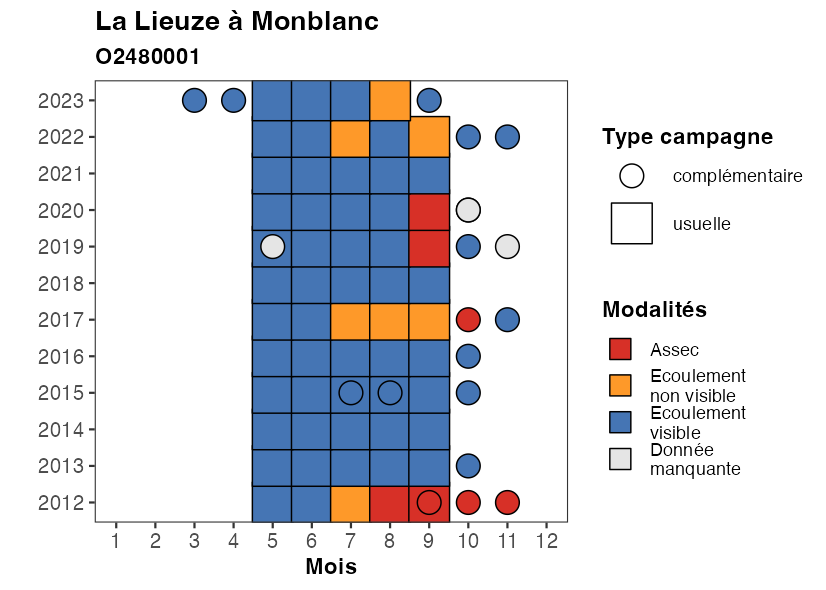 La Lieuze à Monblanc
O2480001
2023
2022
2021
2020
2019
2018
2017
2016
2015
2014
2013
2012
1 2 3 4 5 6 7 8 9 10 11 12
Mois
Type campagne
complémentaire
usuelle
Modalités
Assec
Ecoulement
non visible
Ecoulement
visible
Donnée
manquante